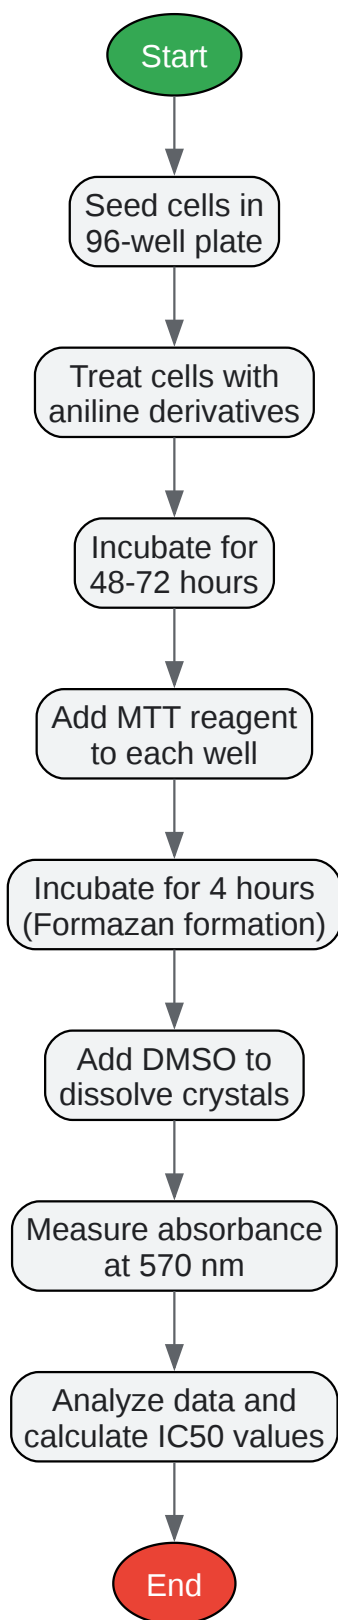 Start
Seed cells in
96-well plate
Treat cells with
aniline derivatives
Incubate for
48-72 hours
Add MTT reagent
to each well
Incubate for 4 hours
(Formazan formation)
Add DMSO to
dissolve crystals
Measure absorbance
at 570 nm
Analyze data and
calculate IC50 values
End